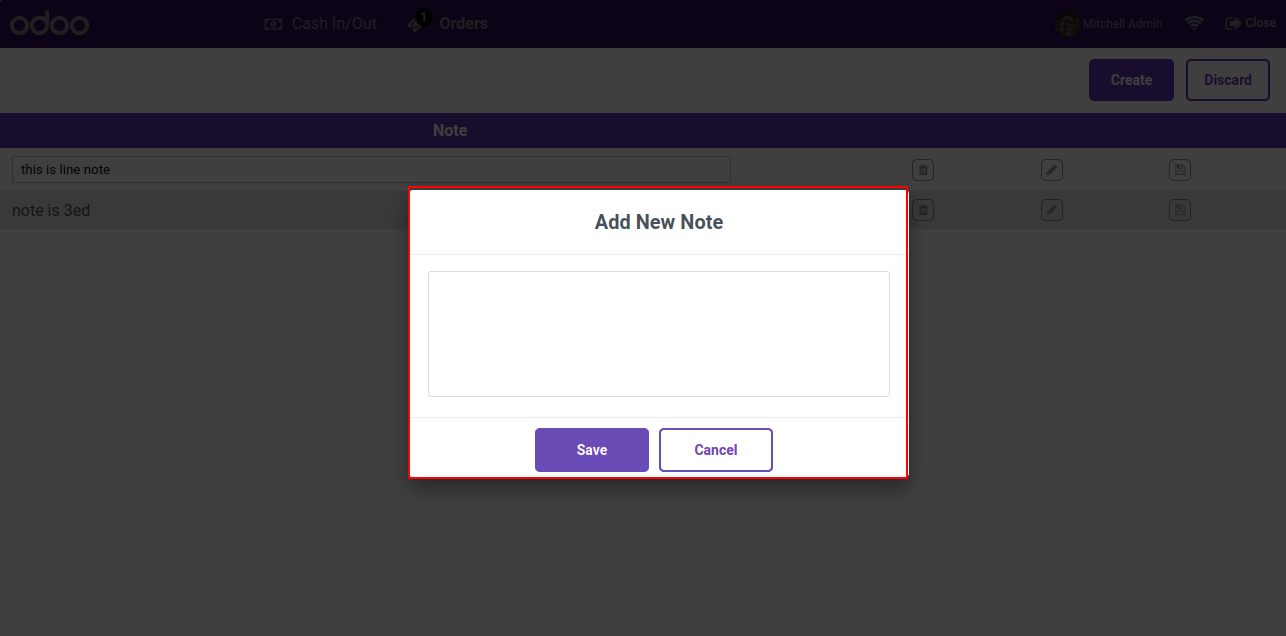 odoo
Cash In/Out
1
Orders
Mitchell Admin
Close
Create
Discard
Note
this is line note
note is 3ed
Add New Note
Save
Cancel